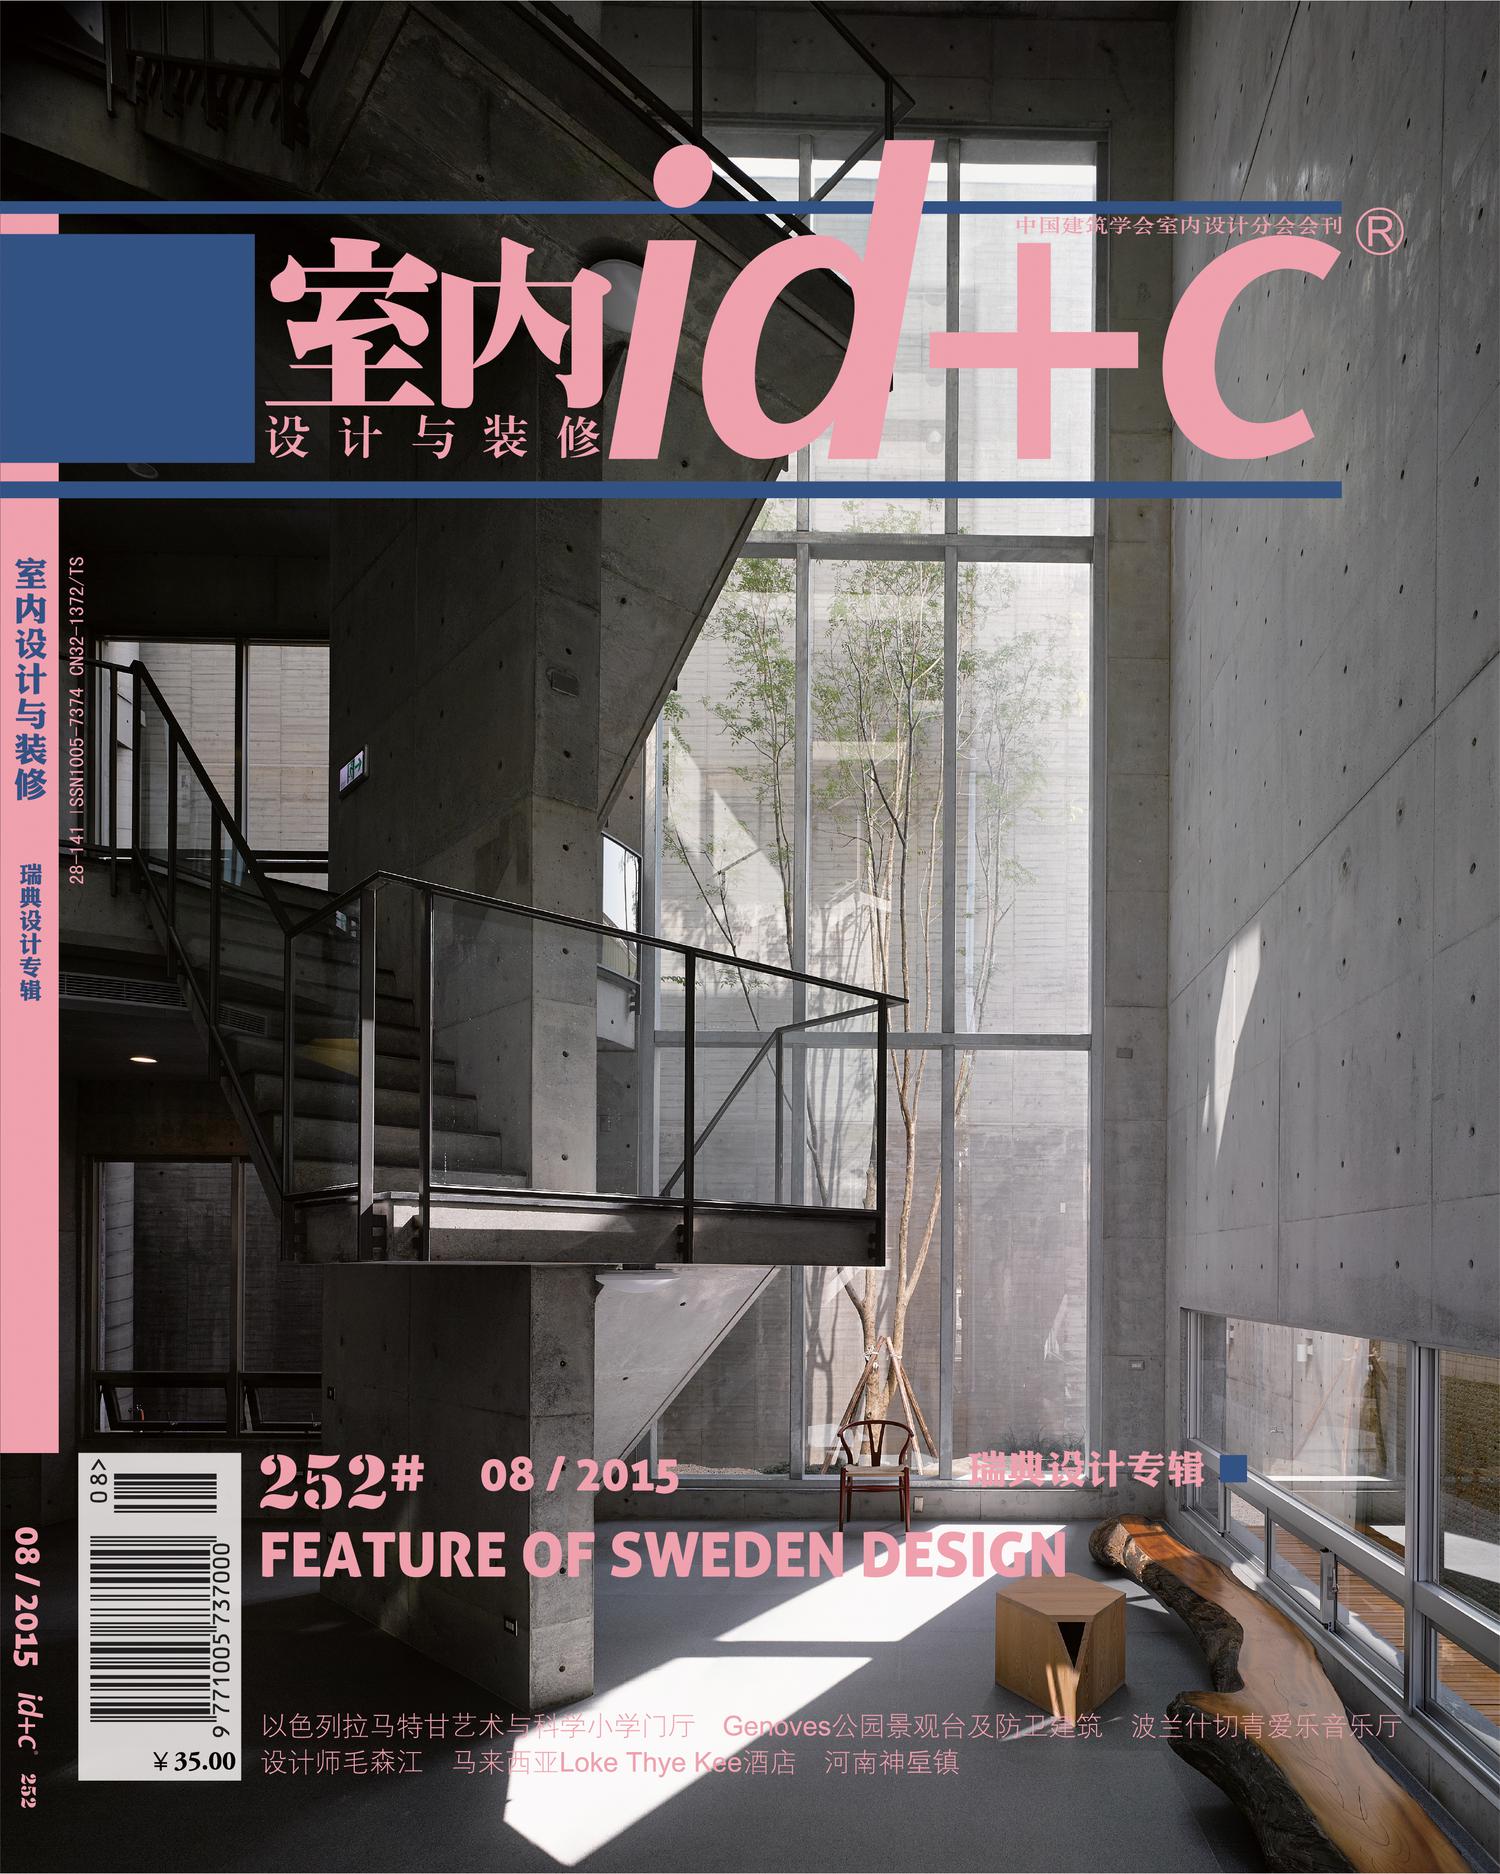 中国建筑学会室内设计分会会刊 ®
室内 id+c
设计与装修
室内设计与装修
瑞典设计专辑
28-141 ISSN1005-7374 CN32-1372/TS
252# 08 / 2015
瑞典设计专辑
FEATURE OF SWEDEN DESIGN
以色列拉马特甘艺术与科学小学门厅 Genoves公园景观台及防卫建筑 波兰什切青爱乐音乐厅
设计师毛森江 马来西亚Loke Thye Kee酒店 河南神垕镇
08>
9 771005 737000
￥35.00
08 / 2015 id+c® 252